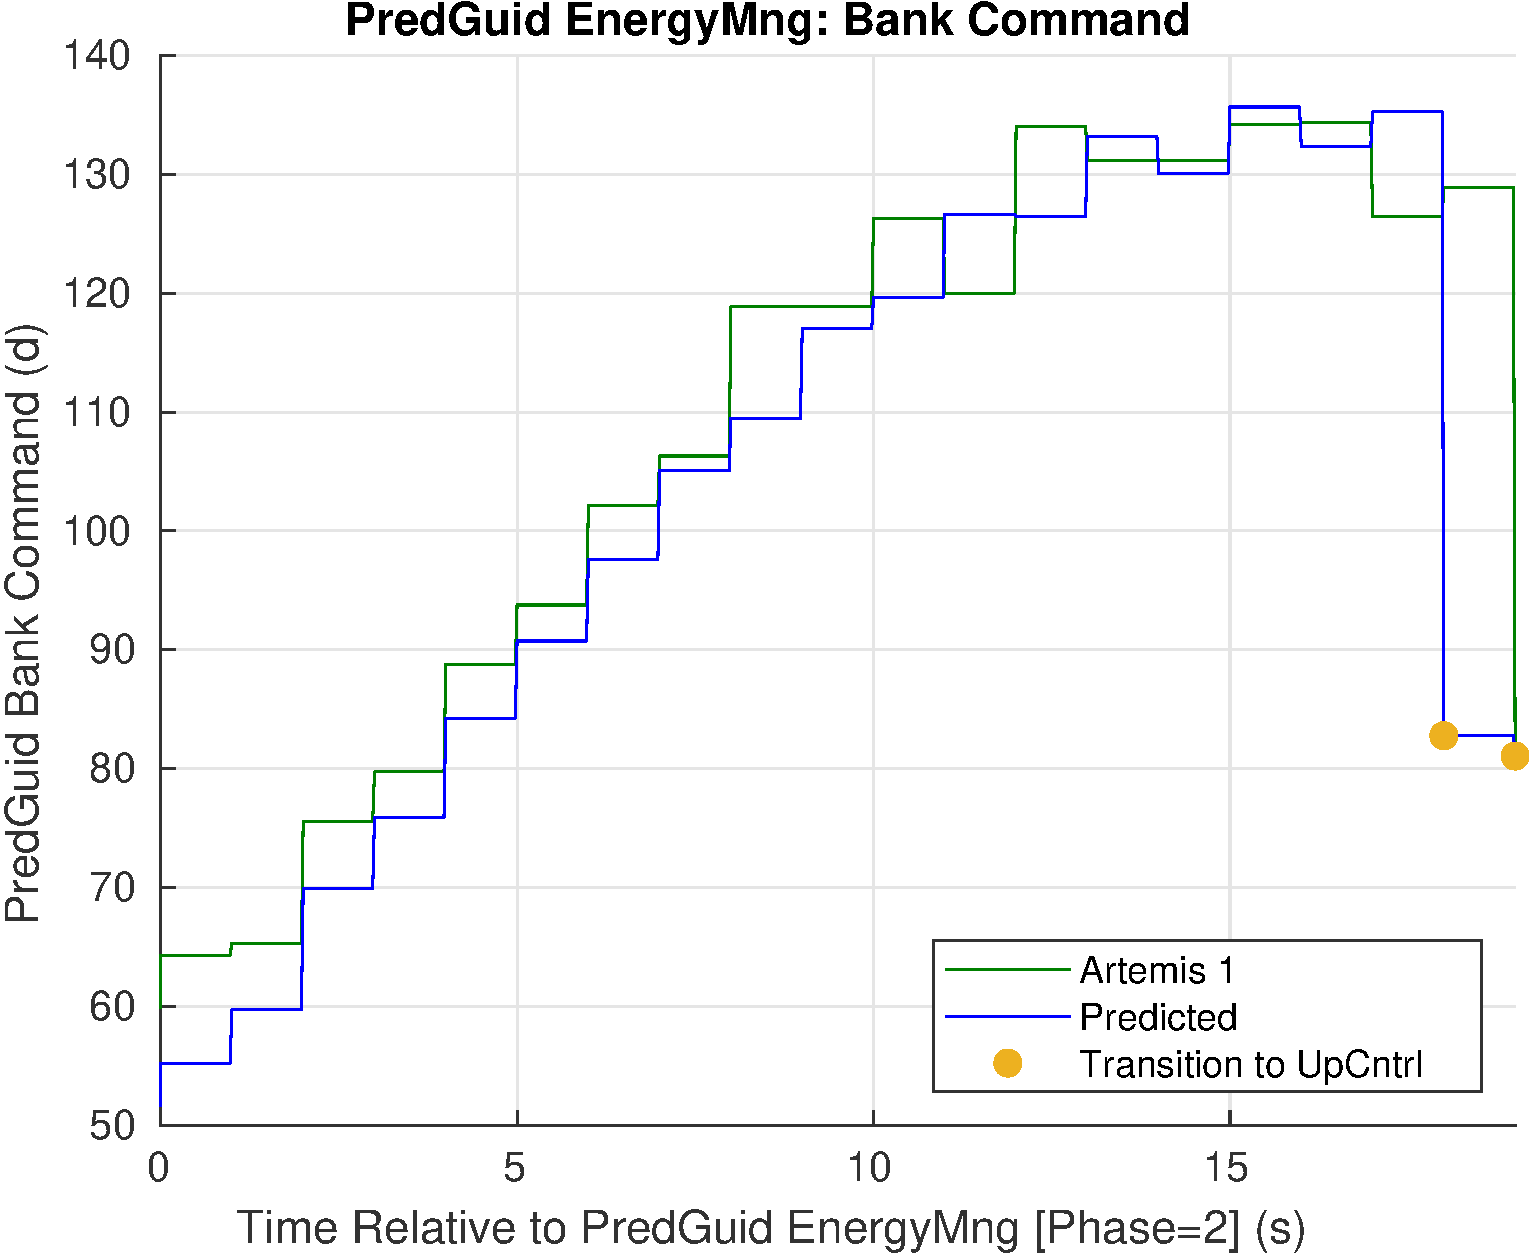 PredGuid EnergyMng: Bank Command
PredGuid Bank Command (d)
140
130
120
110
100
90
80
70
60
50
0
5
10
15
Time Relative to PredGuid EnergyMng [Phase=2] (s)
Artemis 1
Predicted
Transition to UpCntrl